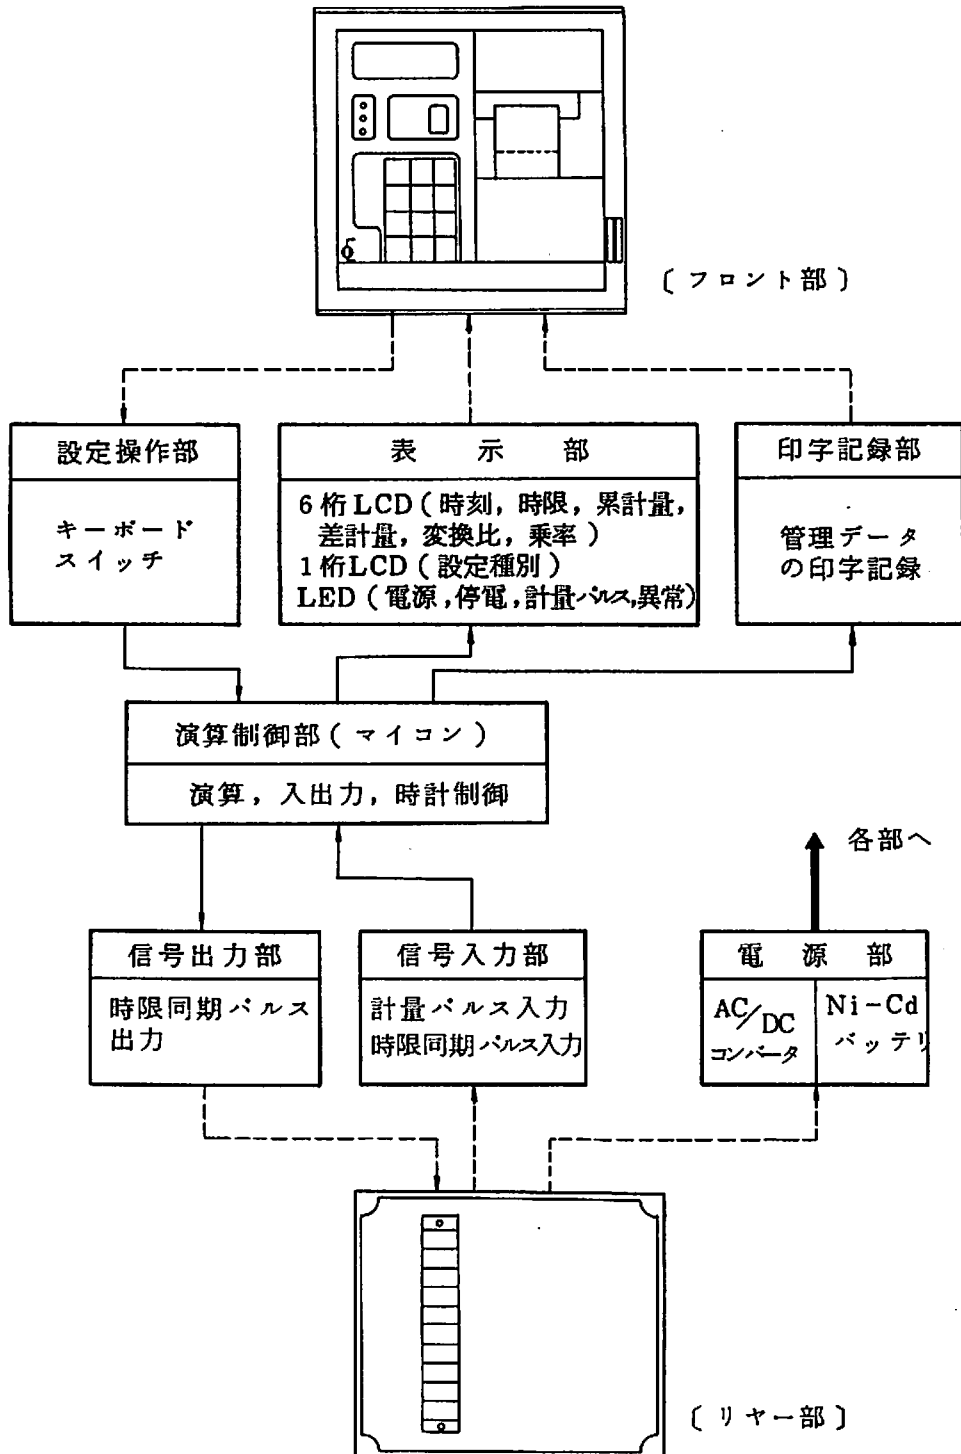 〔フロント部〕
設定操作部
キーボード
スイッチ
表示部
6桁LCD（時刻，時限，累計量，
差計量，変換比，乗率）
1桁LCD（設定種別）
LED（電源，停電，計量パルス，異常）
印字記録部
管理データ
の印字記録
演算制御部（マイコン）
演算，入出力，時計制御
各部へ
信号出力部
時限同期パルス
出力
信号入力部
計量パルス入力
時限同期パルス入力
電源部
AC/DC
コンバータ
Ni-Cd
バッテリ
〔リヤー部〕